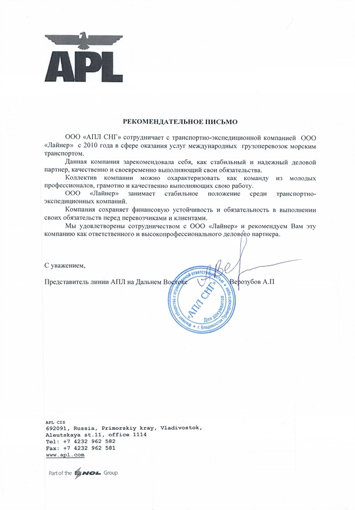 APL
РЕКОМЕНДАТЕЛЬНОЕ ПИСЬМО
ООО «АПЛ СНГ» сотрудничает с транспортно-экспедиционной компанией ООО
«Лайнер» с 2010 года в сфере оказания услуг международных грузоперевозок морским
транспортом.
Данная компания зарекомендовала себя, как стабильный и надежный деловой
партнер, качественно и своевременно выполняющий свои обязательства.
Коллектив компании можно охарактеризовать как команду из молодых
профессионалов, грамотно и качественно выполняющих свою работу.
ООО «Лайнер» занимает стабильное положение среди транспортно-
экспедиционных компаний.
Компания сохраняет финансовую устойчивость и обязательность в выполнении
своих обязательств перед перевозчиками и клиентами.
Мы удовлетворены сотрудничеством с ООО «Лайнер» и рекомендуем Вам эту
компанию как ответственного и высокопрофессионального делового партнера.
С уважением,
Представитель линии АПЛ на Дальнем Востоке Верозубов А.П
«АПЛ СНГ»
Для документов
APL CIS
692091, Russia, Primorskiy kray, Vladivostok,
Aleutskaya st.11, office 1114
Tel: +7 4232 962 582
Fax: +7 4232 962 581
www.apl.com
Part of the NOL Group